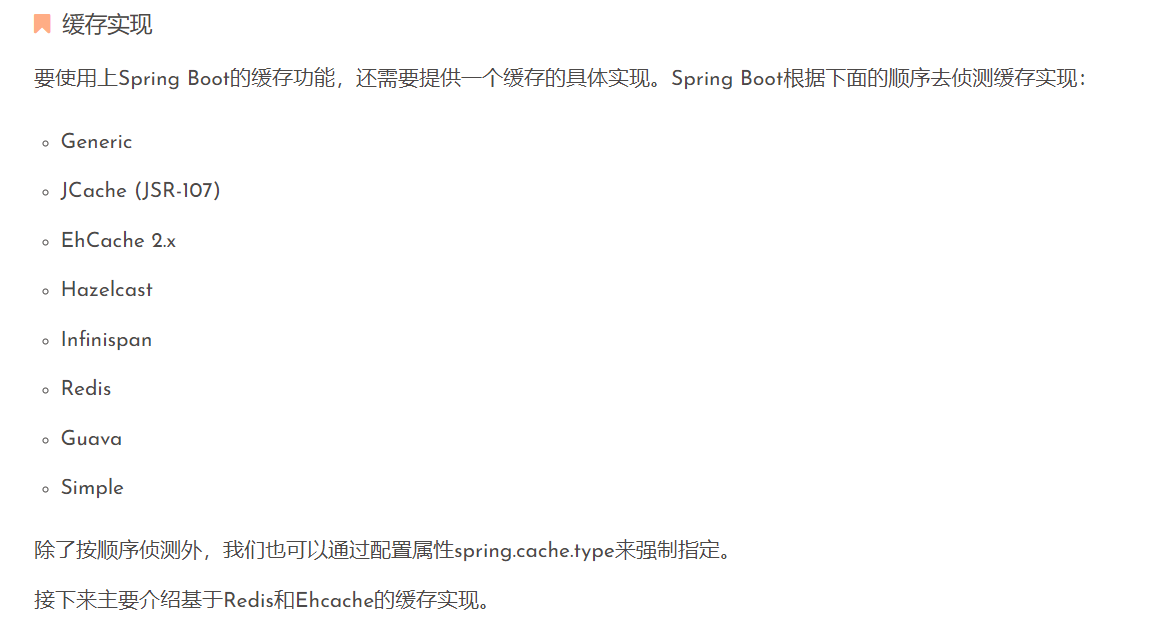 缓存实现
要使用上Spring Boot的缓存功能，还需要提供一个缓存的具体实现。Spring Boot根据下面的顺序去侦测缓存实现：
Generic
JCache (JSR-107)
EhCache 2.x
Hazelcast
Infinispan
Redis
Guava
Simple
除了按顺序侦测外，我们也可以通过配置属性spring.cache.type来强制指定。
接下来主要介绍基于Redis和Ehcache的缓存实现。